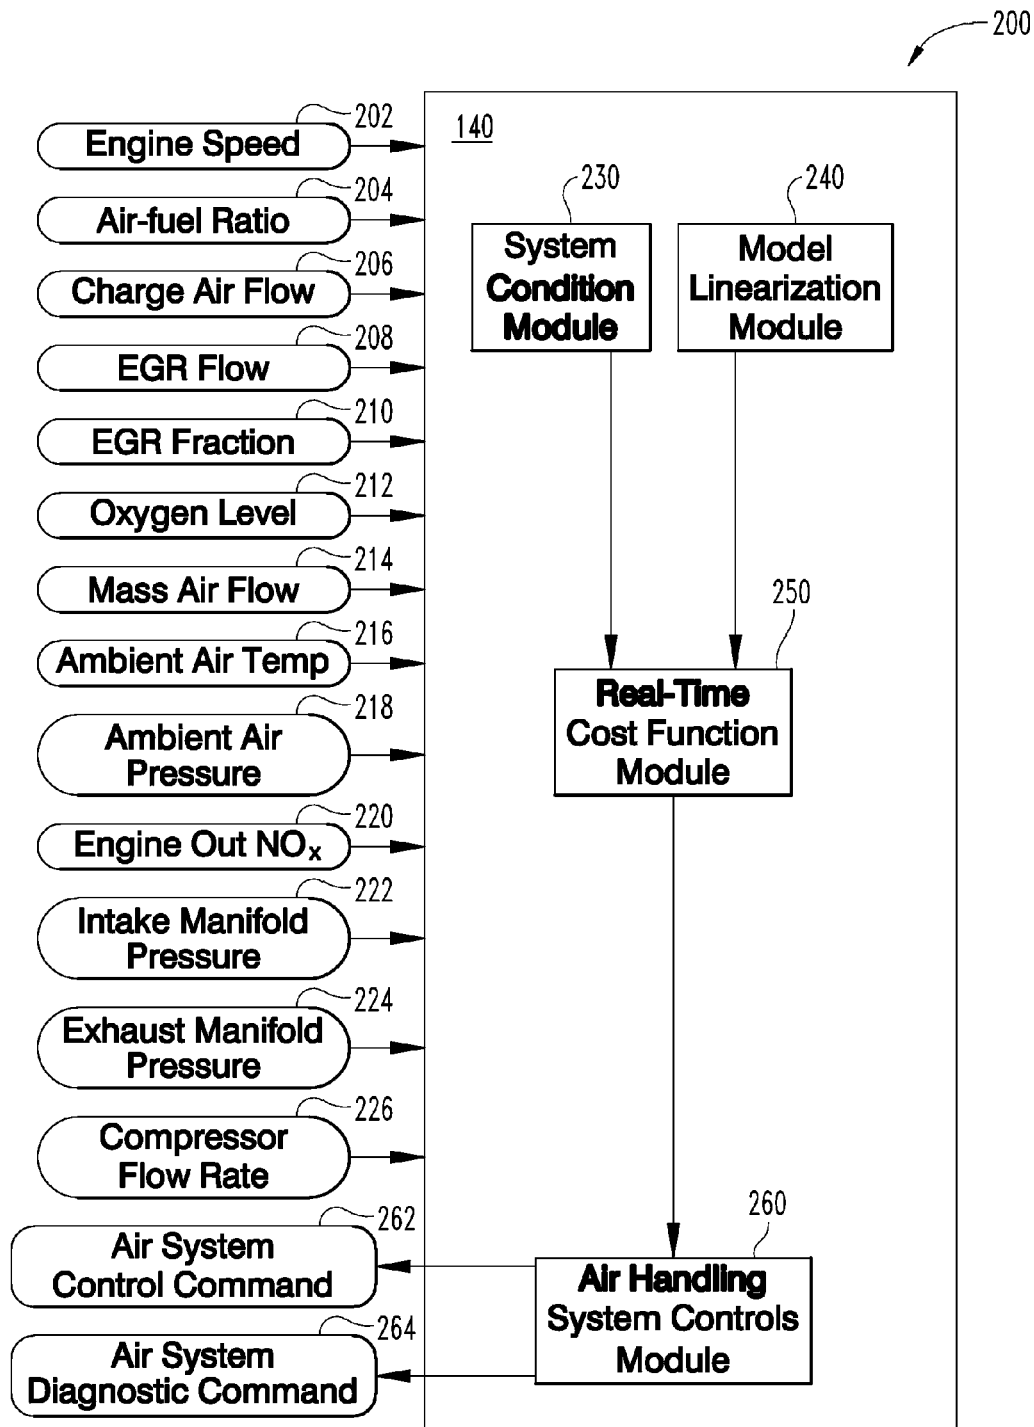 200
202
Engine Speed
204
Air-fuel Ratio
206
Charge Air Flow
208
EGR Flow
210
EGR Fraction
212
Oxygen Level
214
Mass Air Flow
216
Ambient Air Temp
218
Ambient Air
Pressure
220
Engine Out NOx
222
Intake Manifold
Pressure
224
Exhaust Manifold
Pressure
226
Compressor
Flow Rate
262
Air System
Control Command
264
Air System
Diagnostic Command
140
230
System
Condition
Module
240
Model
Linearization
Module
250
Real-Time
Cost Function
Module
260
Air Handling
System Controls
Module